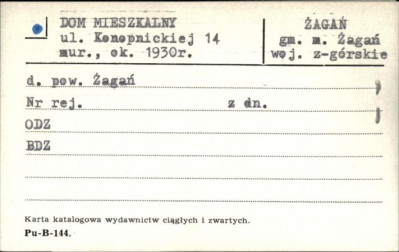 DOM MIESZKALNY
ul. Konopnickiej 14
mur., ok. 1930r.
ŻAGAŃ
gm. m. Żagań
woj. z-górskie
d. pow. Żagań
Nr rej. z dn.
ODZ
BDZ
Karta katalogowa wydawnictw ciągłych i zwartych.
Pu-B-144.